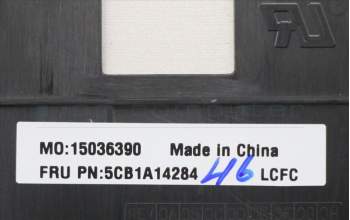 MO:15036390 Made in China
FRU PN:5CB1A14284 46 LCFC